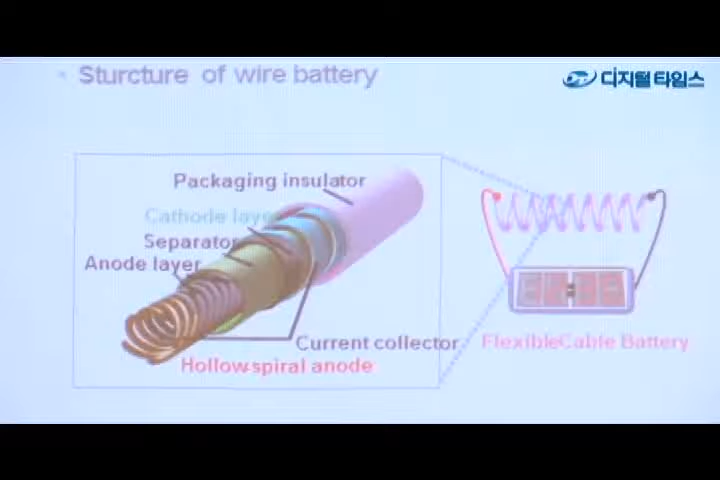 Sturcture of wire battery
디지털타임스
Packaging insulator
Cathode layer
Separator
Anode layer
Current collector
Hollow spiral anode
FlexibleCable Battery